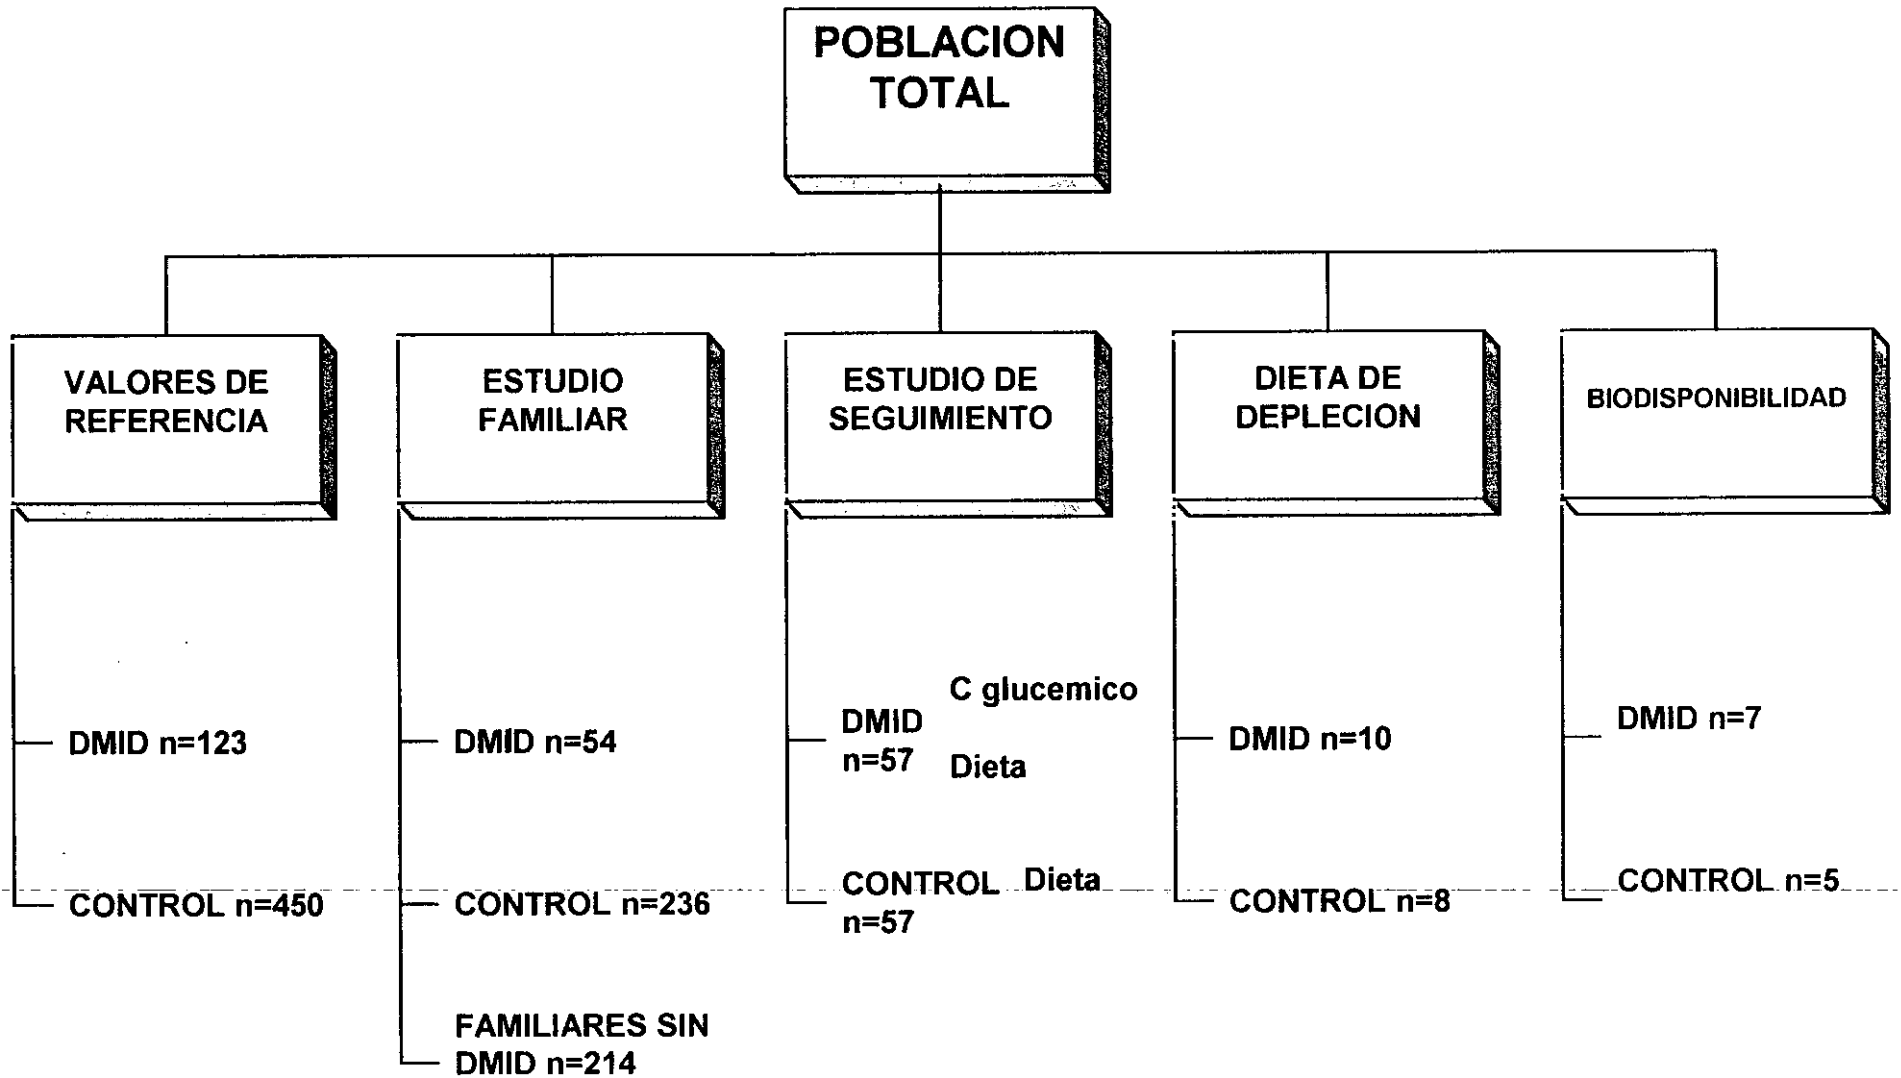 POBLACION
TOTAL
VALORES DE
REFERENCIA
DMID n=123
CONTROL n=450
ESTUDIO
FAMILIAR
DMID n=54
CONTROL n=236
FAMILIARES SIN
DMID n=214
ESTUDIO DE
SEGUIMIENTO
DMID
n=57
C glucemico
Dieta
CONTROL
n=57
Dieta
DIETA DE
DEPLECION
DMID n=10
CONTROL n=8
BIODISPONIBILIDAD
DMID n=7
CONTROL n=5